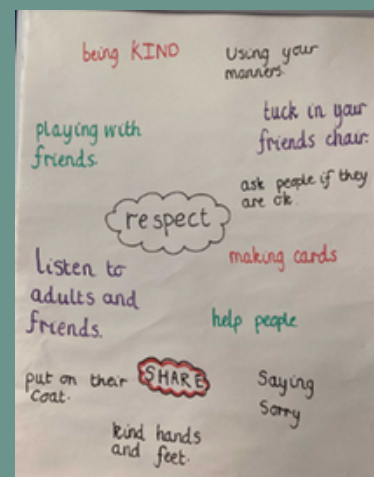 being KIND
Using your
manners.
tuck in your
friends chair.
playing with
friends.
ask people if they
are ok.
respect
making cards
Listen to
adults and
friends.
help people
put on their
coat.
SHARE
Saying
Sorry
kind hands
and feet.